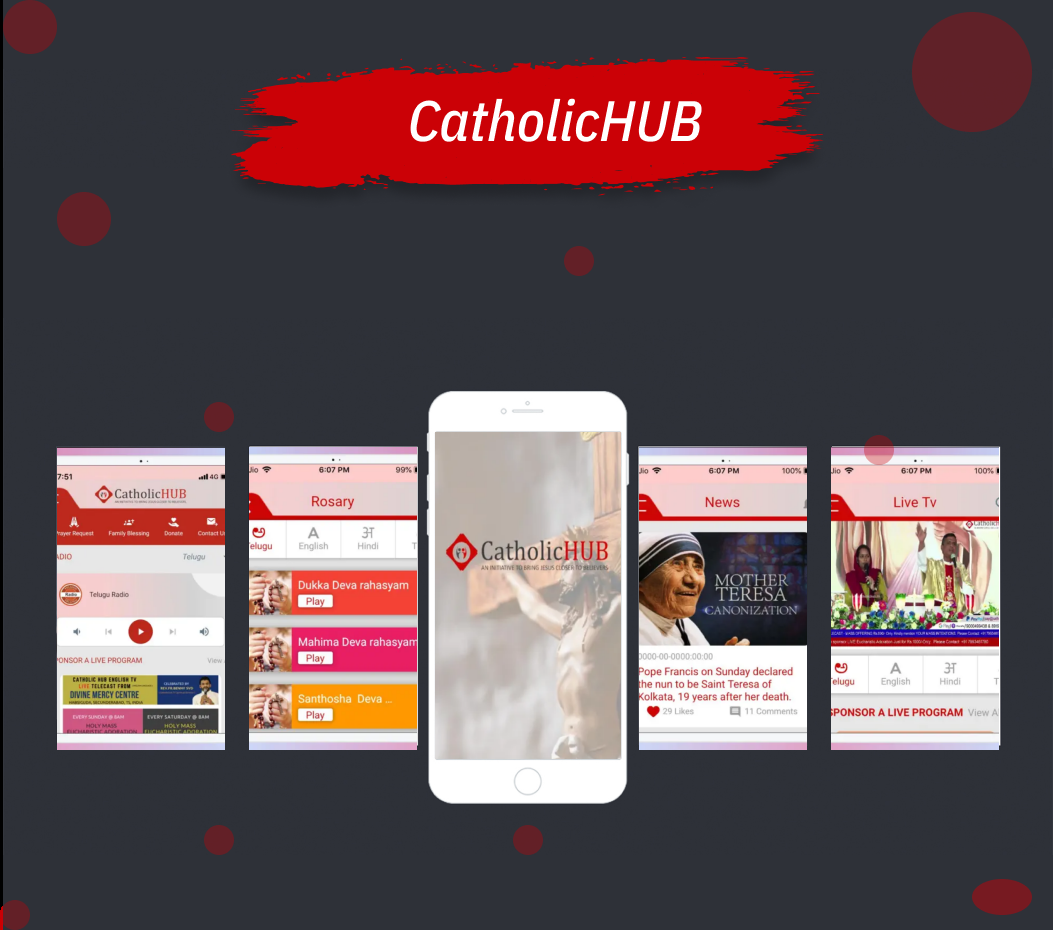 CatholicHUB
7:51
4G
CatholicHUB
Prayer Request
Family Blessing
Donate
Contact U
ADIO
Telugu
Radio
Telugu Radio
PONSOR A LIVE PROGRAM
View A
CATHOLIC HUB ENGLISH TV
LIVE TELECAST FROM
DIVINE MERCY CENTRE
EVERY SUNDAY @ 8AM
HOLY MASS
EUCHARISTIC ADORATION
EVERY SATURDAY @ 8AM
HOLY MASS
EUCHARISTIC ADORATION
Jio
6:07 PM
99%
Rosary
అ
elugu
A
English
अ
Hindi
T
Dukka Deva rahasyam
Play
Mahima Deva rahasyam
Play
Santhosha Deva ...
Play
CatholicHUB
AN INITIATIVE TO BRING JESUS CLOSER TO BELIEVERS
Jio
6:07 PM
100%
News
MOTHER
TERESA
CANONIZATION
0000-00-0000:00:00
Pope Francis on Sunday declared
the nun to be Saint Teresa of
Kolkata, 19 years after her death.
29 Likes
11 Comments
Jio
6:07 PM
100%
Live Tv
Telugu
A
English
अ
Hindi
T
SPONSOR A LIVE PROGRAM
View A